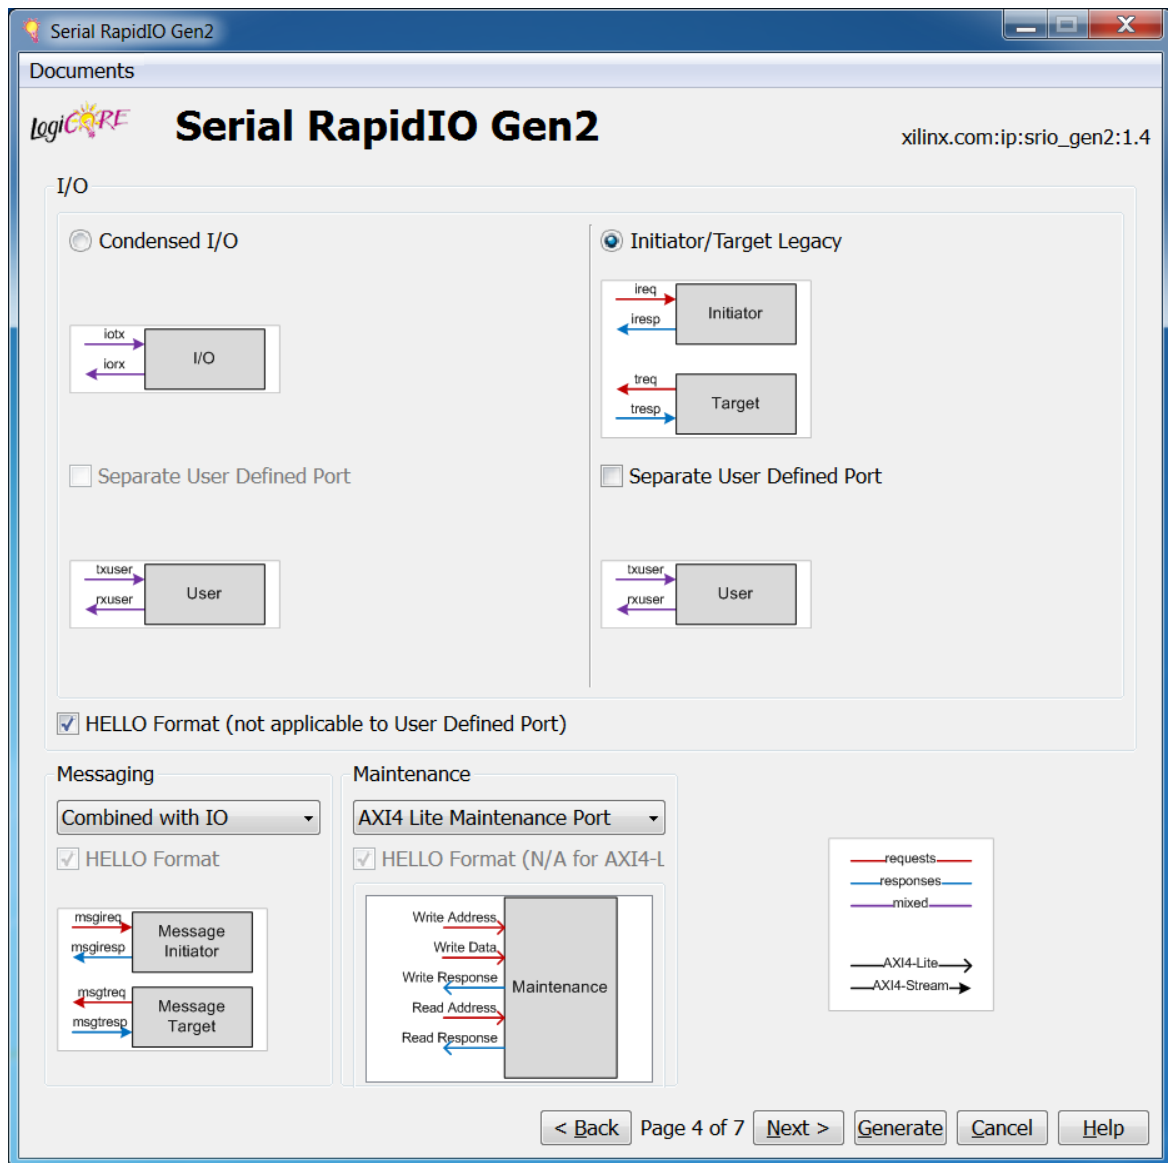 Serial RapidIO Gen2
Documents
LogiCORE
Serial RapidIO Gen2
xilinx.com:ip:srio_gen2:1.4
I/O
Condensed I/O
Initiator/Target Legacy
iotx
iorx
I/O
ireq
iresp
Initiator
treq
tresp
Target
Separate User Defined Port
Separate User Defined Port
txuser
rxuser
User
txuser
rxuser
User
HELLO Format (not applicable to User Defined Port)
Messaging
Combined with IO
HELLO Format
msgireq
msgiresp
Message
Initiator
msgtreq
msgtresp
Message
Target
Maintenance
AXI4 Lite Maintenance Port
HELLO Format (N/A for AXI4-L
Write Address
Write Data
Write Response
Read Address
Read Response
Maintenance
requests
responses
mixed
AXI4-Lite
AXI4-Stream
< Back
Page 4 of 7
Next >
Generate
Cancel
Help